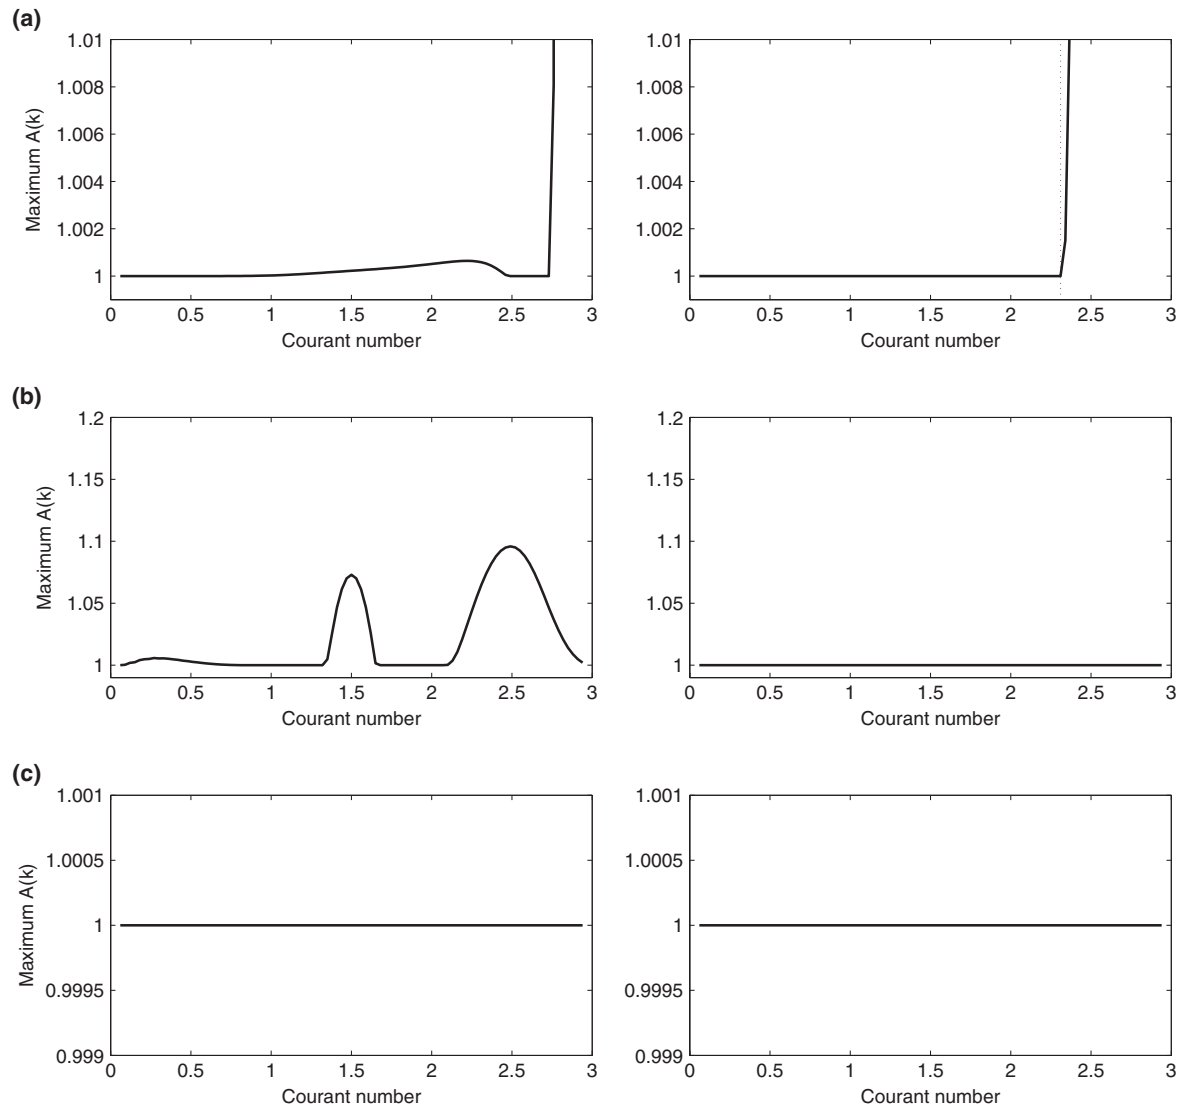 (a)
1.01
1.008
1.006
1.004
1.002
1
Maximum A(k)
0 0.5 1 1.5 2 2.5 3
Courant number
1.01
1.008
1.006
1.004
1.002
1
0 0.5 1 1.5 2 2.5 3
Courant number
(b)
1.2
1.15
1.1
1.05
1
Maximum A(k)
0 0.5 1 1.5 2 2.5 3
Courant number
1.2
1.15
1.1
1.05
1
0 0.5 1 1.5 2 2.5 3
Courant number
(c)
1.001
1.0005
1
0.9995
0.999
Maximum A(k)
0 0.5 1 1.5 2 2.5 3
Courant number
1.001
1.0005
1
0.9995
0.999
0 0.5 1 1.5 2 2.5 3
Courant number